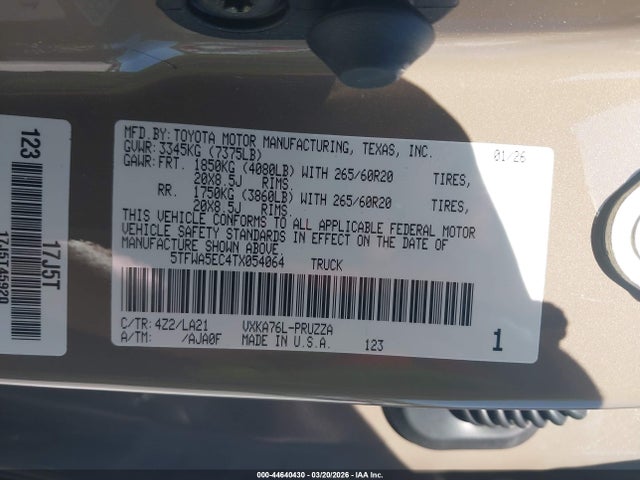 MFD.BY:TOYOTA MOTOR MANUFACTURING, TEXAS, INC. 01/26
GVWR:3345KG (7375LB)
GAWR: FRT. 1850KG (4080LB) WITH 265/60R20 TIRES,
20X8.5J RIMS.
RR. 1750KG (3860LB) WITH 265/60R20 TIRES,
20X8.5J RIMS.
THIS VEHICLE CONFORMS TO ALL APPLICABLE FEDERAL MOTOR
VEHICLE SAFETY STANDARDS IN EFFECT ON THE DATE OF
MANUFACTURE SHOWN ABOVE.
5TFWA5EC4TX054064 TRUCK
C/TR: 4Z2/LA21 VXKA76L-PRUZZA
A/TM: /AJA0F MADE IN U.S.A. 123 1
123
17J5T
17J5T45920
000-44640430 - 03/20/2026 - IAA, Inc.